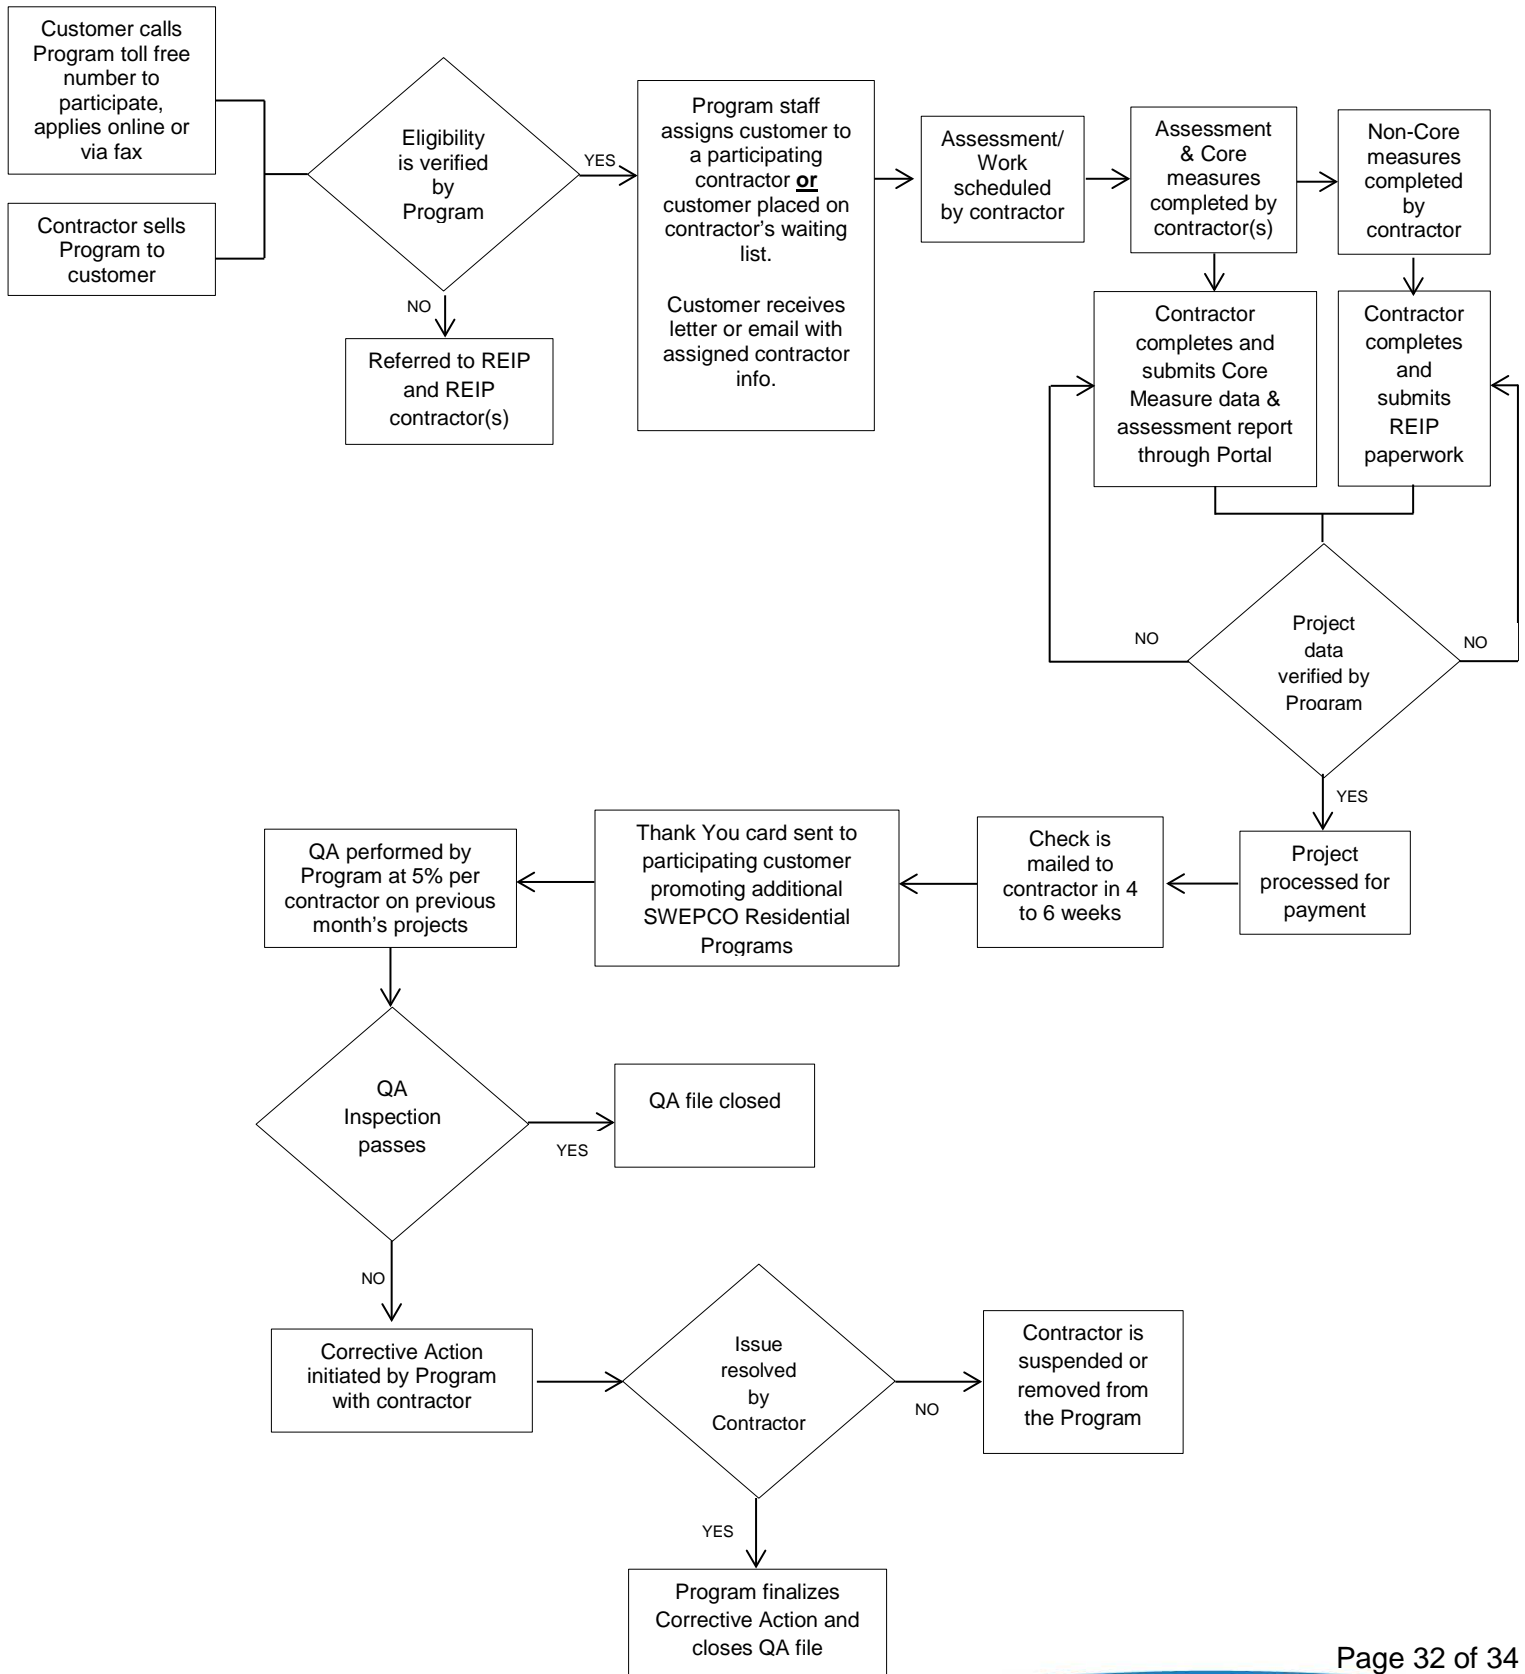 Customer calls
Program toll free
number to
participate,
applies online or
via fax
Contractor sells
Program to
customer
Eligibility
is verified
by
Program
YES
NO
Referred to REIP
and REIP
contractor(s)
Program staff
assigns customer to
a participating
contractor or
customer placed on
contractor’s waiting
list.
Customer receives
letter or email with
assigned contractor
info.
Assessment/
Work
scheduled
by contractor
Assessment
& Core
measures
completed by
contractor(s)
Non-Core
measures
completed
by
contractor
Contractor
completes and
submits Core
Measure data &
assessment report
through Portal
Contractor
completes
and
submits
REIP
paperwork
Project
data
verified by
Program
NO
NO
YES
Project
processed for
payment
Check is
mailed to
contractor in 4
to 6 weeks
Thank You card sent to
participating customer
promoting additional
SWEPCO Residential
Programs
QA performed by
Program at 5% per
contractor on previous
month’s projects
QA
Inspection
passes
YES
QA file closed
NO
Corrective Action
initiated by Program
with contractor
Issue
resolved
by
Contractor
NO
Contractor is
suspended or
removed from
the Program
YES
Program finalizes
Corrective Action and
closes QA file
Page 32 of 34